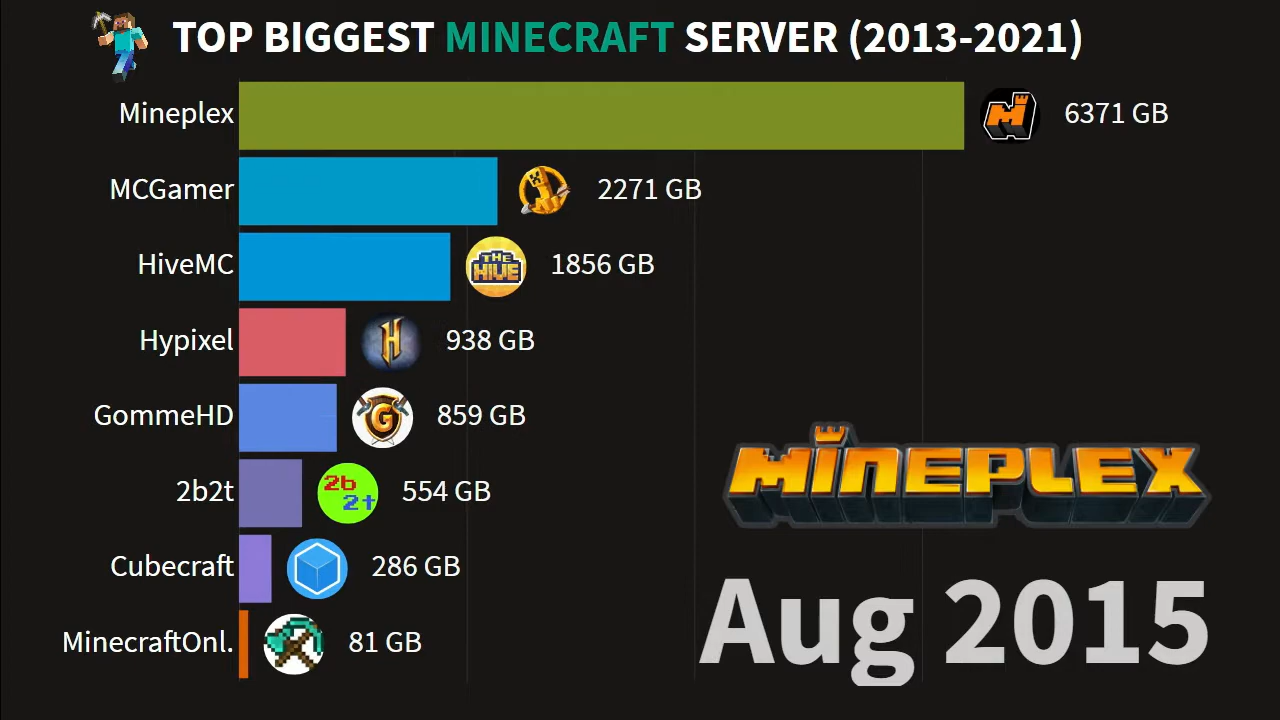 TOP BIGGEST MINECRAFT SERVER (2013-2021)
Mineplex 6371 GB
MCGamer 2271 GB
HiveMC THE HIVE 1856 GB
Hypixel H 938 GB
GommeHD G 859 GB
2b2t 2b 2t 554 GB
Cubecraft 286 GB
MinecraftOnl. 81 GB
MINEPLEX
Aug 2015